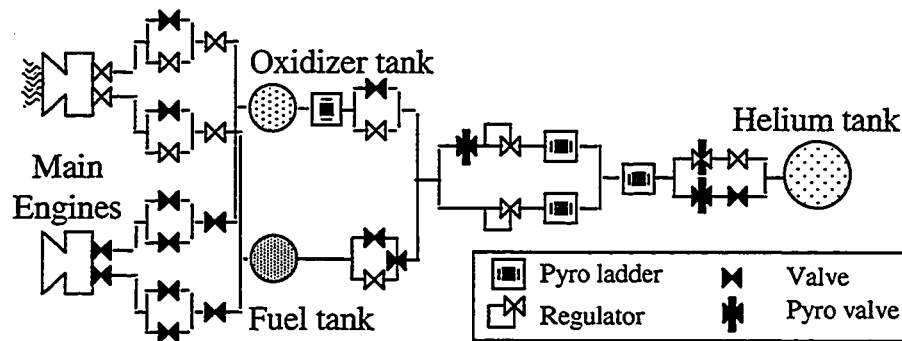 Oxidizer tank
Helium tank
Main
Engines
Fuel tank
Pyro ladder
Valve
Regulator
Pyro valve